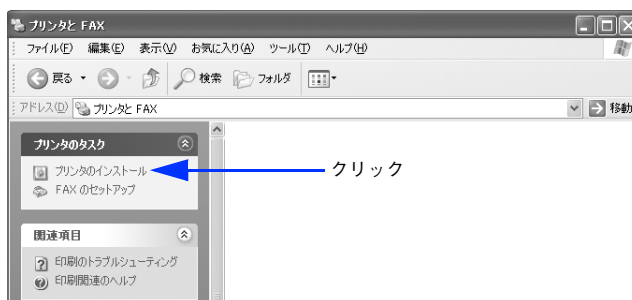 プリンタと FAX
ファイル(F) 編集(E) 表示(V) お気に入り(A) ツール(T) ヘルプ(H)
戻る 検索 フォルダ
アドレス(D) プリンタと FAX 移動
プリンタのタスク
プリンタのインストール クリック
FAX のセットアップ
関連項目
印刷のトラブルシューティング
印刷関連のヘルプ